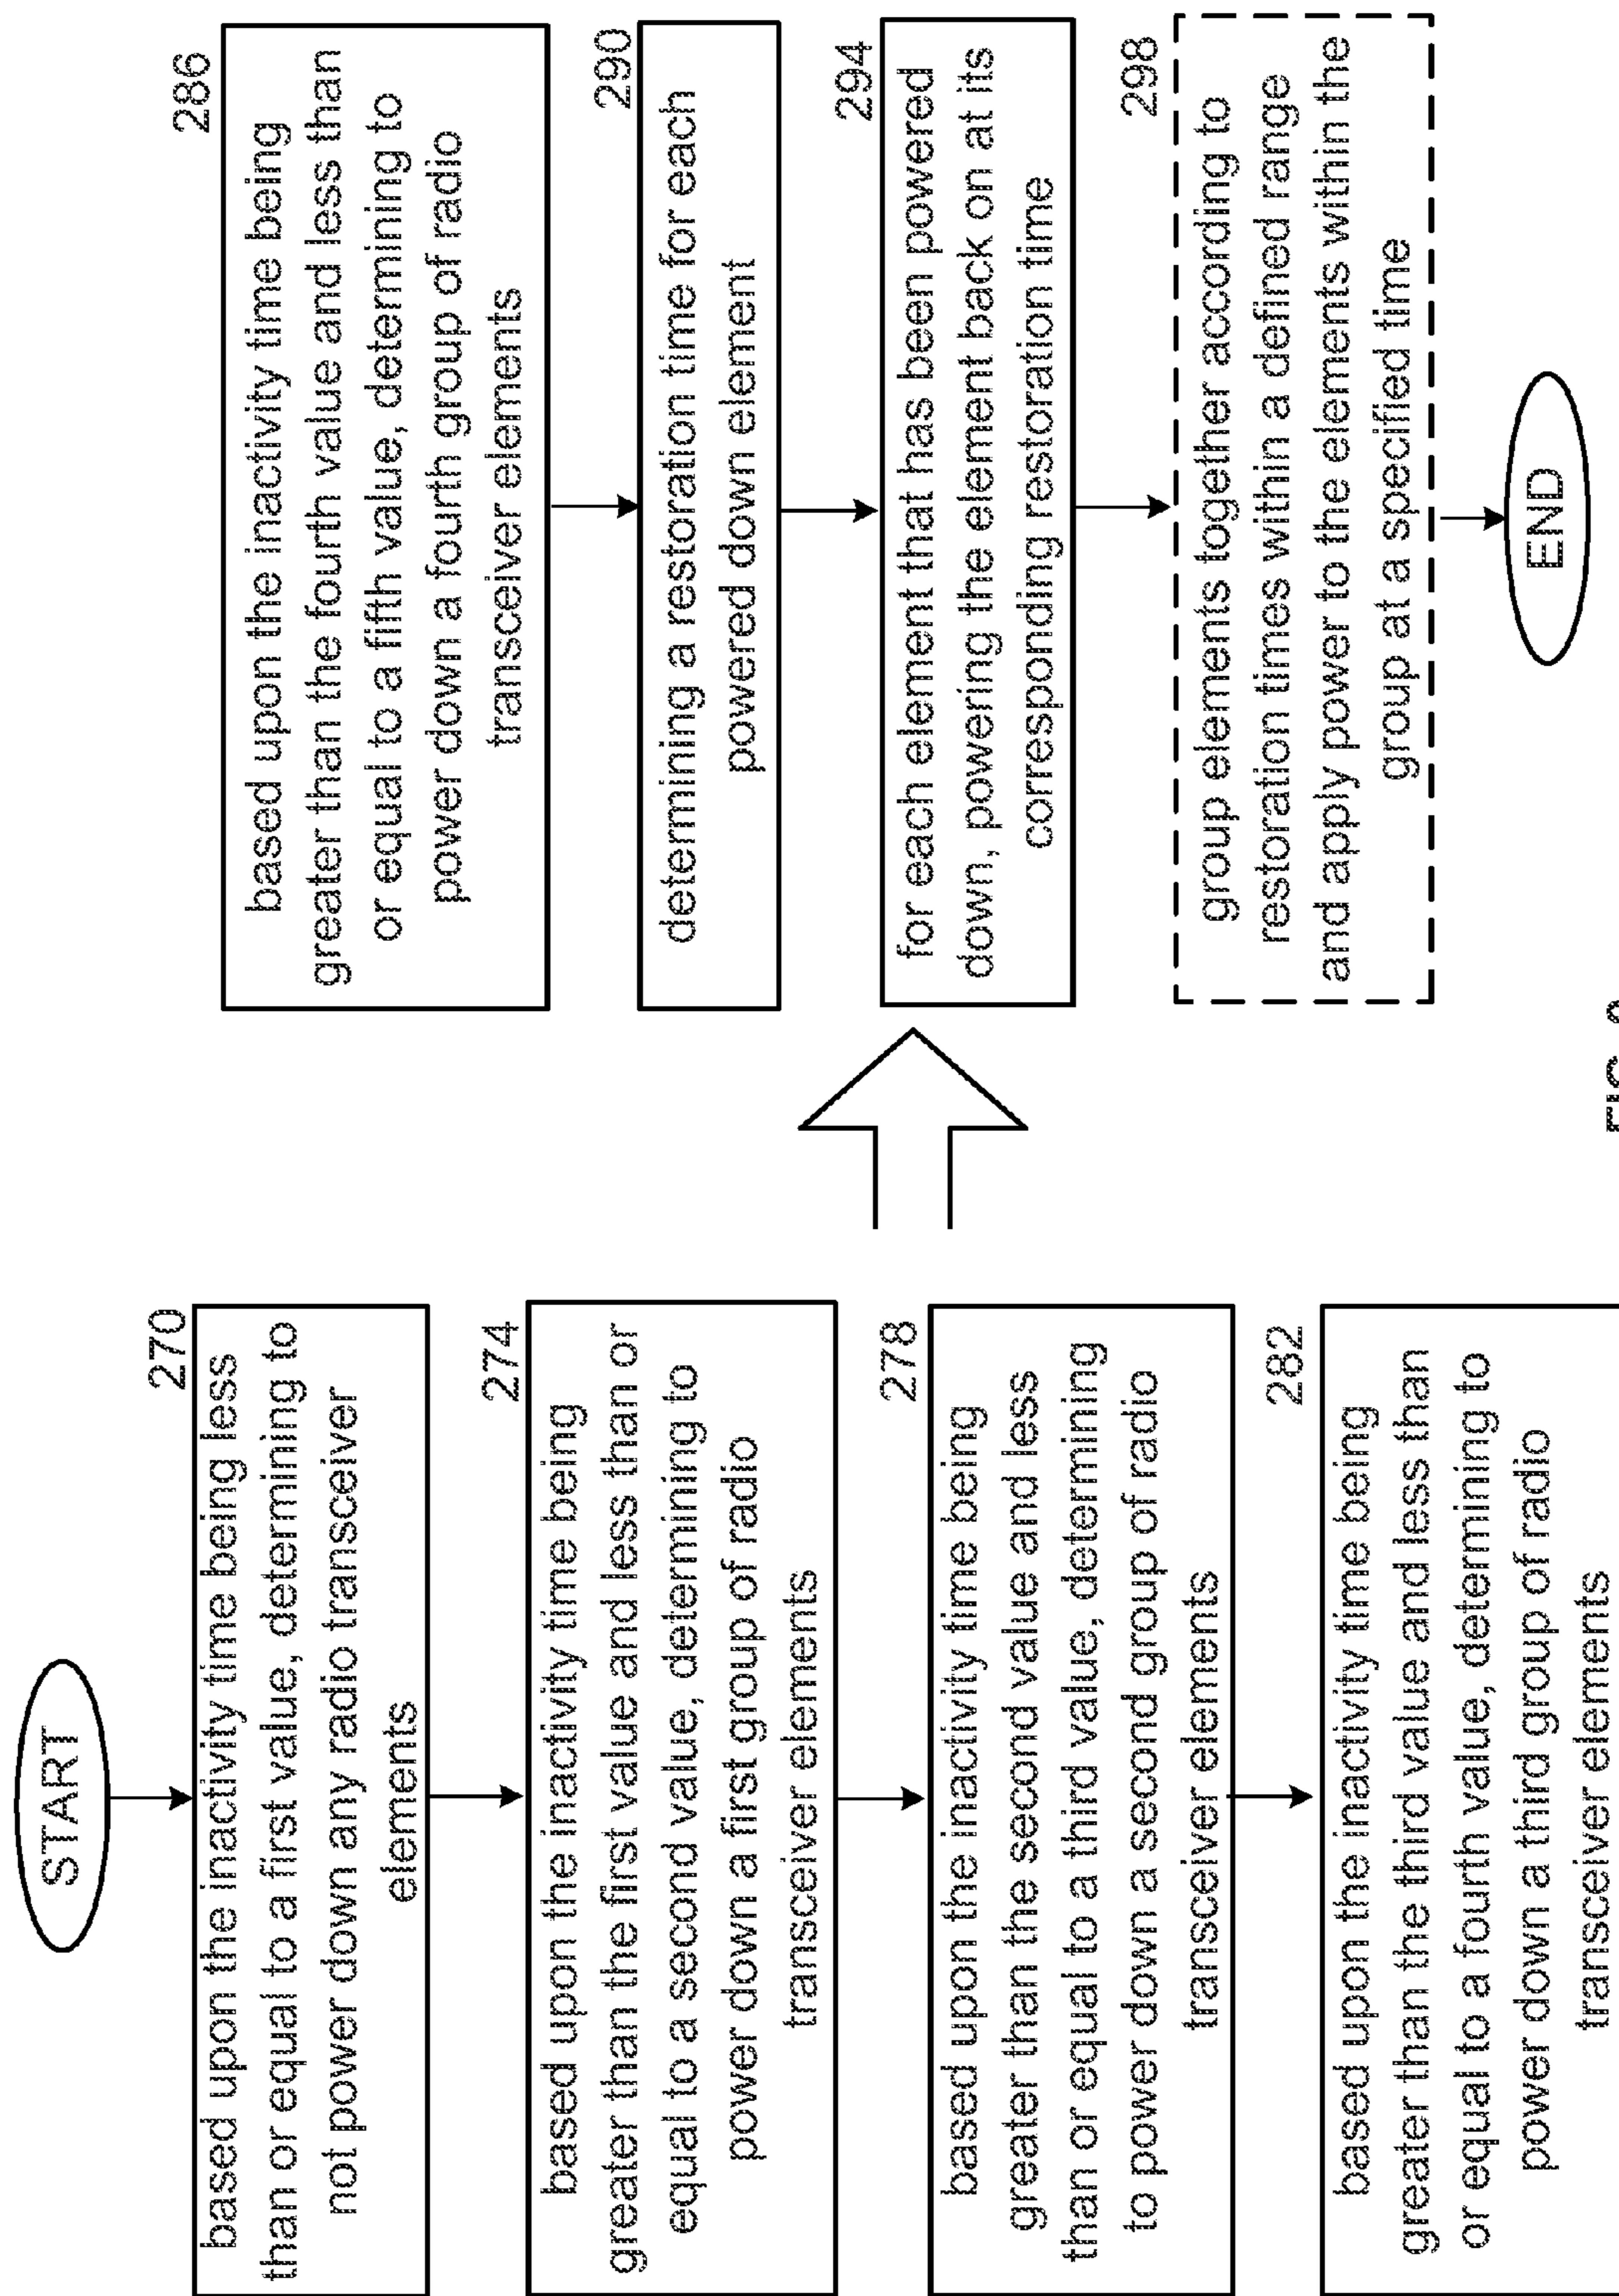 START
270
based upon the inactivity time being less
than or equal to a first value, determining to
not power down any radio transceiver
elements
274
based upon the inactivity time being
greater than the first value and less than or
equal to a second value, determining to
power down a first group of radio
transceiver elements
278
based upon the inactivity time being
greater than the second value and less
than or equal to a third value, determining
to power down a second group of radio
transceiver elements
282
based upon the inactivity time being
greater than the third value and less than
or equal to a fourth value, determining to
power down a third group of radio
transceiver elements
286
based upon the inactivity time being
greater than the fourth value and less than
or equal to a fifth value, determining to
power down a fourth group of radio
transceiver elements
290
determining a restoration time for each
powered down element
294
for each element that has been powered
down, powering the element back on at its
corresponding restoration time
298
group elements together according to
restoration times within a defined range
and apply power to the elements within the
group at a specified time
END
FIG.